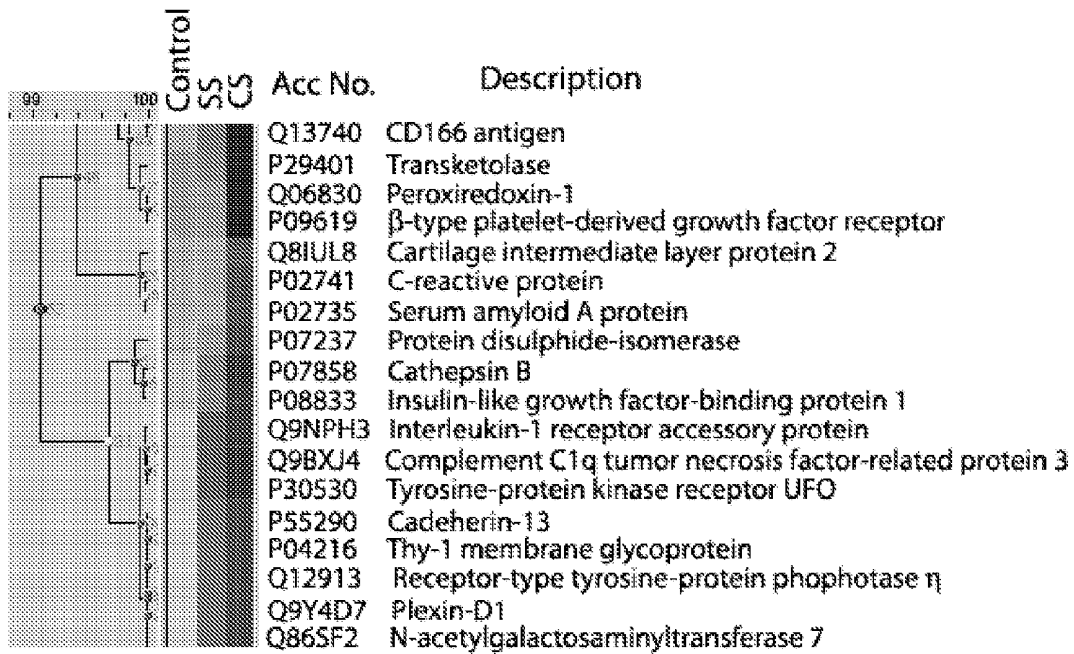 Control SS CS Acc No. Description
99 100
Q13740 CD166 antigen
P29401 Transketolase
Q06830 Peroxiredoxin-1
P09619 β-type platelet-derived growth factor receptor
Q8IUL8 Cartilage intermediate layer protein 2
P02741 C-reactive protein
P02735 Serum amyloid A protein
P07237 Protein disulphide-isomerase
P07858 Cathepsin B
P08833 Insulin-like growth factor-binding protein 1
Q9NPH3 Interleukin-1 receptor accessory protein
Q9BXJ4 Complement C1q tumor necrosis factor-related protein 3
P30530 Tyrosine-protein kinase receptor UFO
P55290 Cadeherin-13
P04216 Thy-1 membrane glycoprotein
Q12913 Receptor-type tyrosine-protein phophotase η
Q9Y4D7 Plexin-D1
Q86SF2 N-acetylgalactosaminyltransferase 7